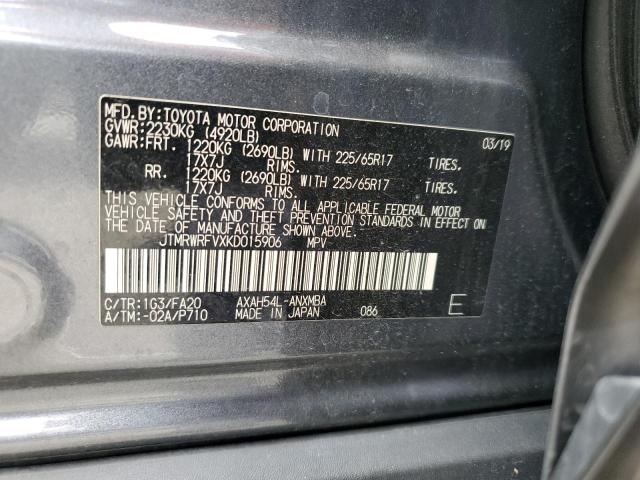 MFD.BY:TOYOTA MOTOR CORPORATION 03/19
GVWR:2230KG (4920LB)
GAWR:FRT. 1220KG (2690LB) WITH 225/65R17 TIRES.
17X7J RIMS.
RR. 1220KG (2690LB) WITH 225/65R17 TIRES.
17X7J RIMS.
THIS VEHICLE CONFORMS TO ALL APPLICABLE FEDERAL MOTOR
VEHICLE SAFETY AND THEFT PREVENTION STANDARDS IN EFFECT ON
THE DATE OF MANUFACTURE SHOWN ABOVE.
JTMRWRFVXKD015906 MPV
C/TR:1G3/FA20 AXAH54L-ANXMBA
A/TM:-02A/P710 MADE IN JAPAN 086 E